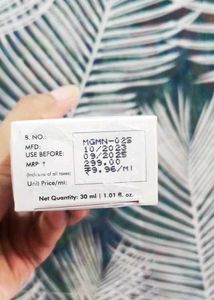 B. NO.: MGMN-025
MFD: 10/2023
USE BEFORE: 09/2025
MRP ₹ 299.00
(Inclusive of all taxes)
Unit Price/ml: ₹9.96/Ml
Net Quantity: 30 ml | 1.01 fl. oz.